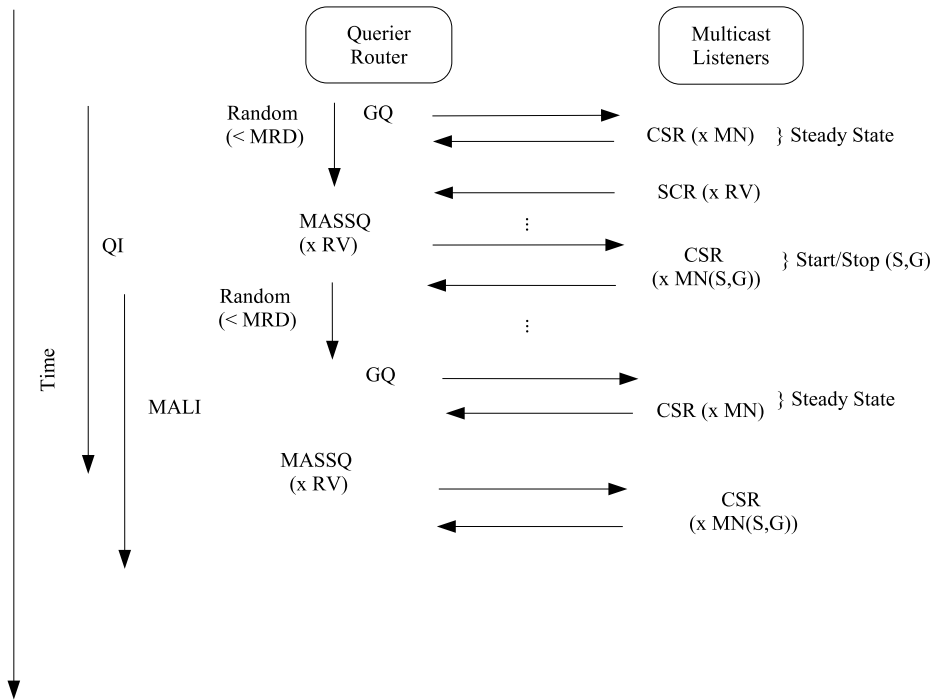 Querier
Router
Multicast
Listeners
Random
(< MRD)
GQ
CSR (x MN) } Steady State
SCR (x RV)
MASSQ
(x RV)
...
QI
CSR
(x MN(S,G))
} Start/Stop (S,G)
Random
(< MRD)
...
Time
GQ
MALI
CSR (x MN)
} Steady State
MASSQ
(x RV)
CSR
(x MN(S,G))